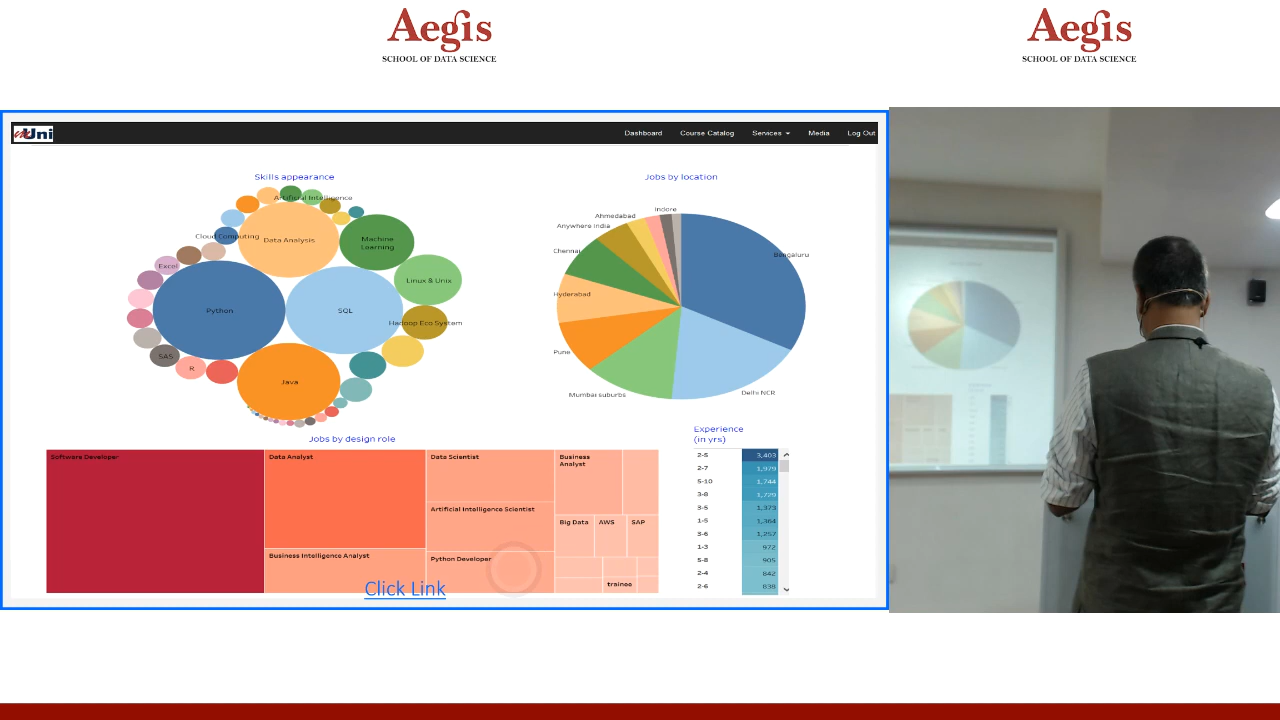 Aegis
SCHOOL OF DATA SCIENCE
Aegis
SCHOOL OF DATA SCIENCE
mUni
Dashboard
Course Catalog
Services
Media
Log Out
Skills appearance
Artificial Intelligence
Cloud Computing
Data Analysis
Machine
Learning
Excel
Linux & Unix
Python
SQL
Hadoop Eco System
SAS
R
Java
Jobs by location
Indore
Ahmedabad
Anywhere India
Chennai
Bengaluru
Hyderabad
Pune
Mumbai suburbs
Delhi NCR
Jobs by design role
Software Developer
Data Analyst
Data Scientist
Business
Analyst
Artificial Intelligence Scientist
Big Data
AWS
SAP
Business Intelligence Analyst
Python Developer
trainee
Click Link
Experience
(in yrs)
2-5 3,403
2-7 1,979
5-10 1,744
3-8 1,729
3-5 1,373
1-5 1,364
3-6 1,257
1-3 972
5-8 905
2-4 842
2-6 838